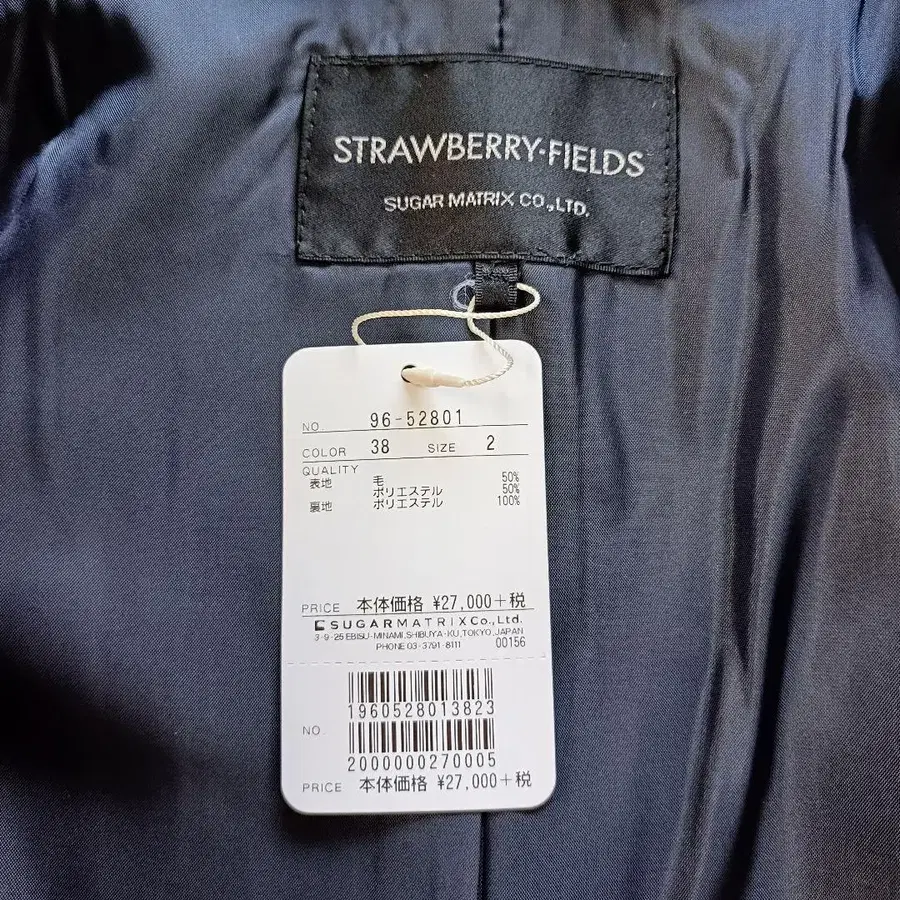 STRAWBERRY·FIELDS
SUGAR MATRIX CO.,LTD.
NO. 96-52801
COLOR 38 SIZE 2
QUALITY
表地 毛 50%
ポリエステル 50%
裏地 ポリエステル 100%
PRICE 本体価格 ¥27,000+税
SUGARMATRIX Co., Ltd.
3-9-25 EBISU-MINAMI, SHIBUYA-KU, TOKYO, JAPAN
PHONE 03-3791-8111 00156
1960528013823
NO.
2000000270005
PRICE 本体価格 ¥27,000+税